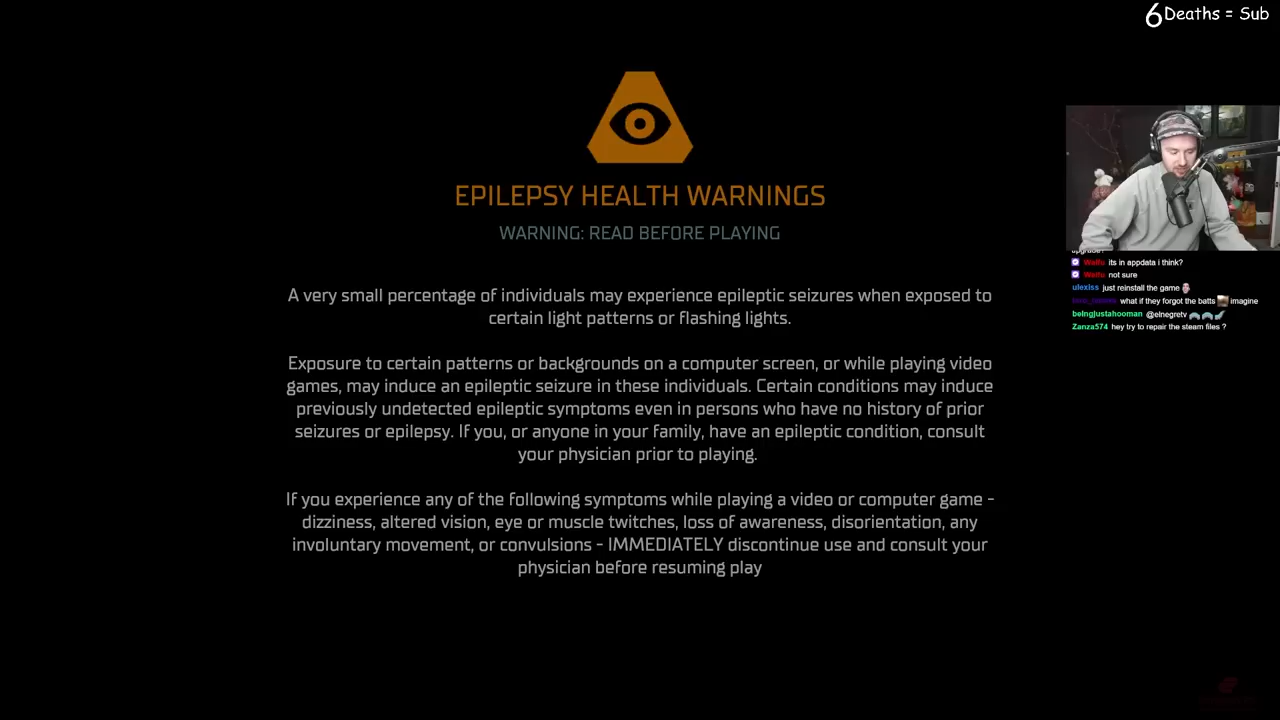 6 Deaths = Sub
EPILEPSY HEALTH WARNINGS
WARNING: READ BEFORE PLAYING
A very small percentage of individuals may experience epileptic seizures when exposed to
certain light patterns or flashing lights.
Exposure to certain patterns or backgrounds on a computer screen, or while playing video
games, may induce an epileptic seizure in these individuals. Certain conditions may induce
previously undetected epileptic symptoms even in persons who have no history of prior
seizures or epilepsy. If you, or anyone in your family, have an epileptic condition, consult
your physician prior to playing.
If you experience any of the following symptoms while playing a video or computer game -
dizziness, altered vision, eye or muscle twitches, loss of awareness, disorientation, any
involuntary movement, or convulsions - IMMEDIATELY discontinue use and consult your
physician before resuming play
Waifu its in appdata i think?
Waifu not sure
ulexiss just reinstall the game
what if they forgot the batts imagine
beingjustahooman @elnegretv
Zanza574 hey try to repair the steam files ?